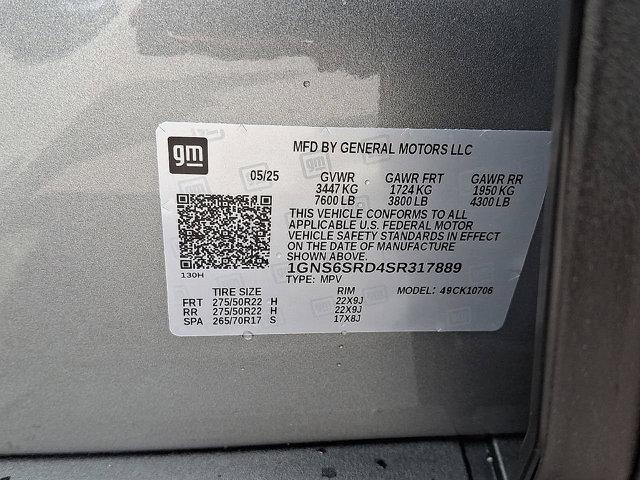 gm
MFD BY GENERAL MOTORS LLC
05/25 GVWR GAWR FRT GAWR RR
3447 KG 1724 KG 1950 KG
7600 LB 3800 LB 4300 LB
THIS VEHICLE CONFORMS TO ALL
APPLICABLE U.S. FEDERAL MOTOR
VEHICLE SAFETY STANDARDS IN EFFECT
ON THE DATE OF MANUFACTURE
SHOWN ABOVE.
130H
1GNS6SRD4SR317889
TYPE: MPV MODEL: 49CK10706
TIRE SIZE RIM
FRT 275/50R22 H 22X9J
RR 275/50R22 H 22X9J
SPA 265/70R17 S 17X8J